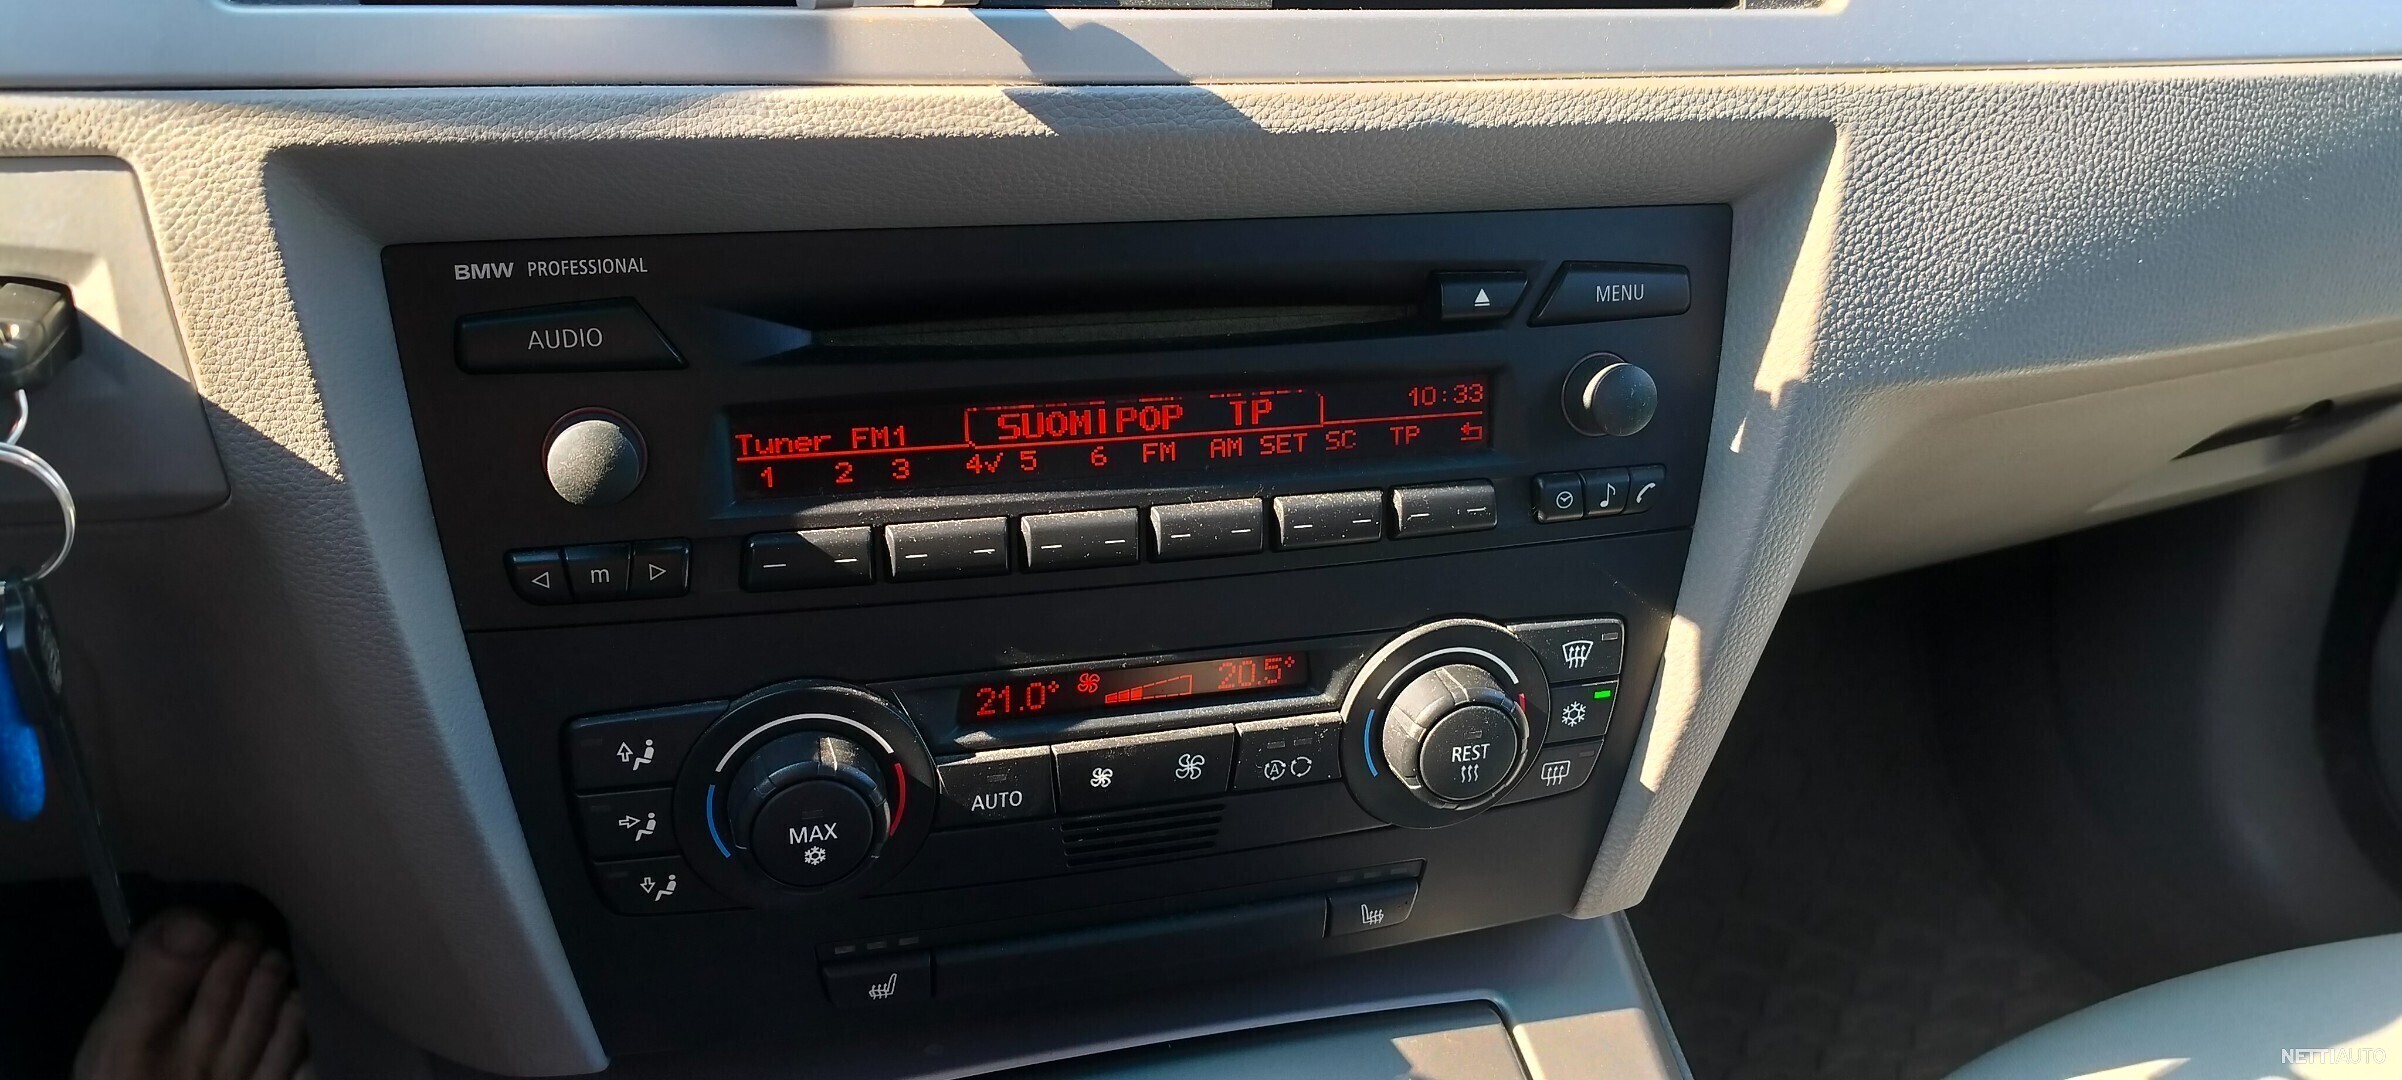 BMW PROFESSIONAL
MENU
AUDIO
10:33
Tuner FM1 SUOMIPOP TP
1 2 3 4√ 5 6 FM AM SET SC TP
m
21.0° 20.5°
AUTO
A
REST
MAX
NETTIAUTO